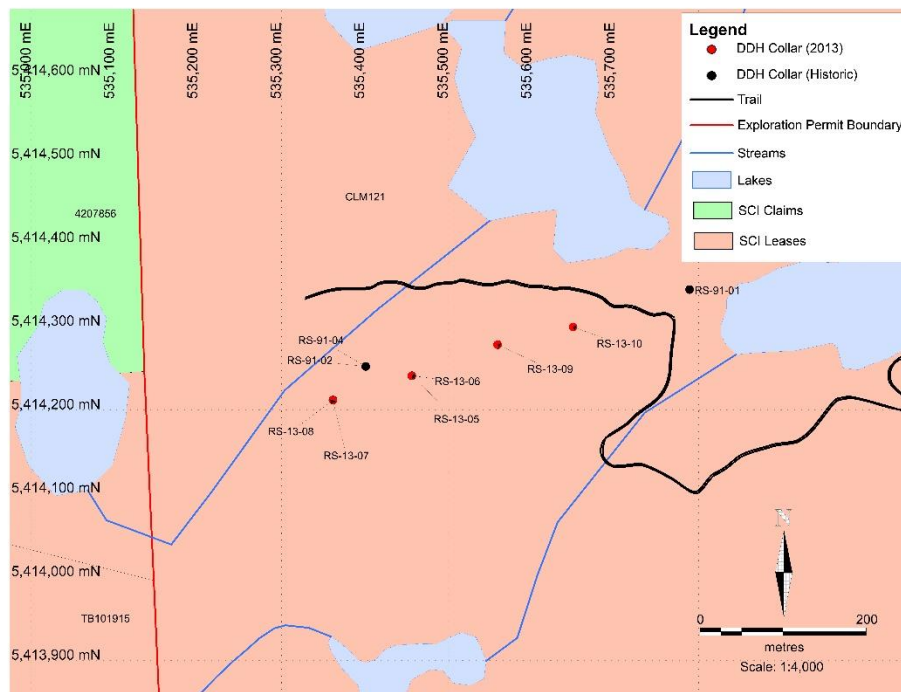 535,000 mE
535,100 mE
535,200 mE
535,300 mE
535,400 mE
535,500 mE
535,600 mE
535,700 mE
Legend
DDH Collar (2013)
DDH Collar (Historic)
Trail
Exploration Permit Boundary
Streams
Lakes
SCI Claims
SCI Leases
5,414,600 mN
5,414,500 mN
CLM121
4207856
5,414,400 mN
RS-91-01
5,414,300 mN
RS-91-04
RS-13-10
RS-91-02
RS-13-09
RS-13-06
5,414,200 mN
RS-13-05
RS-13-08
RS-13-07
5,414,100 mN
N
5,414,000 mN
TB101915
0 200
metres
5,413,900 mN
Scale: 1:4,000